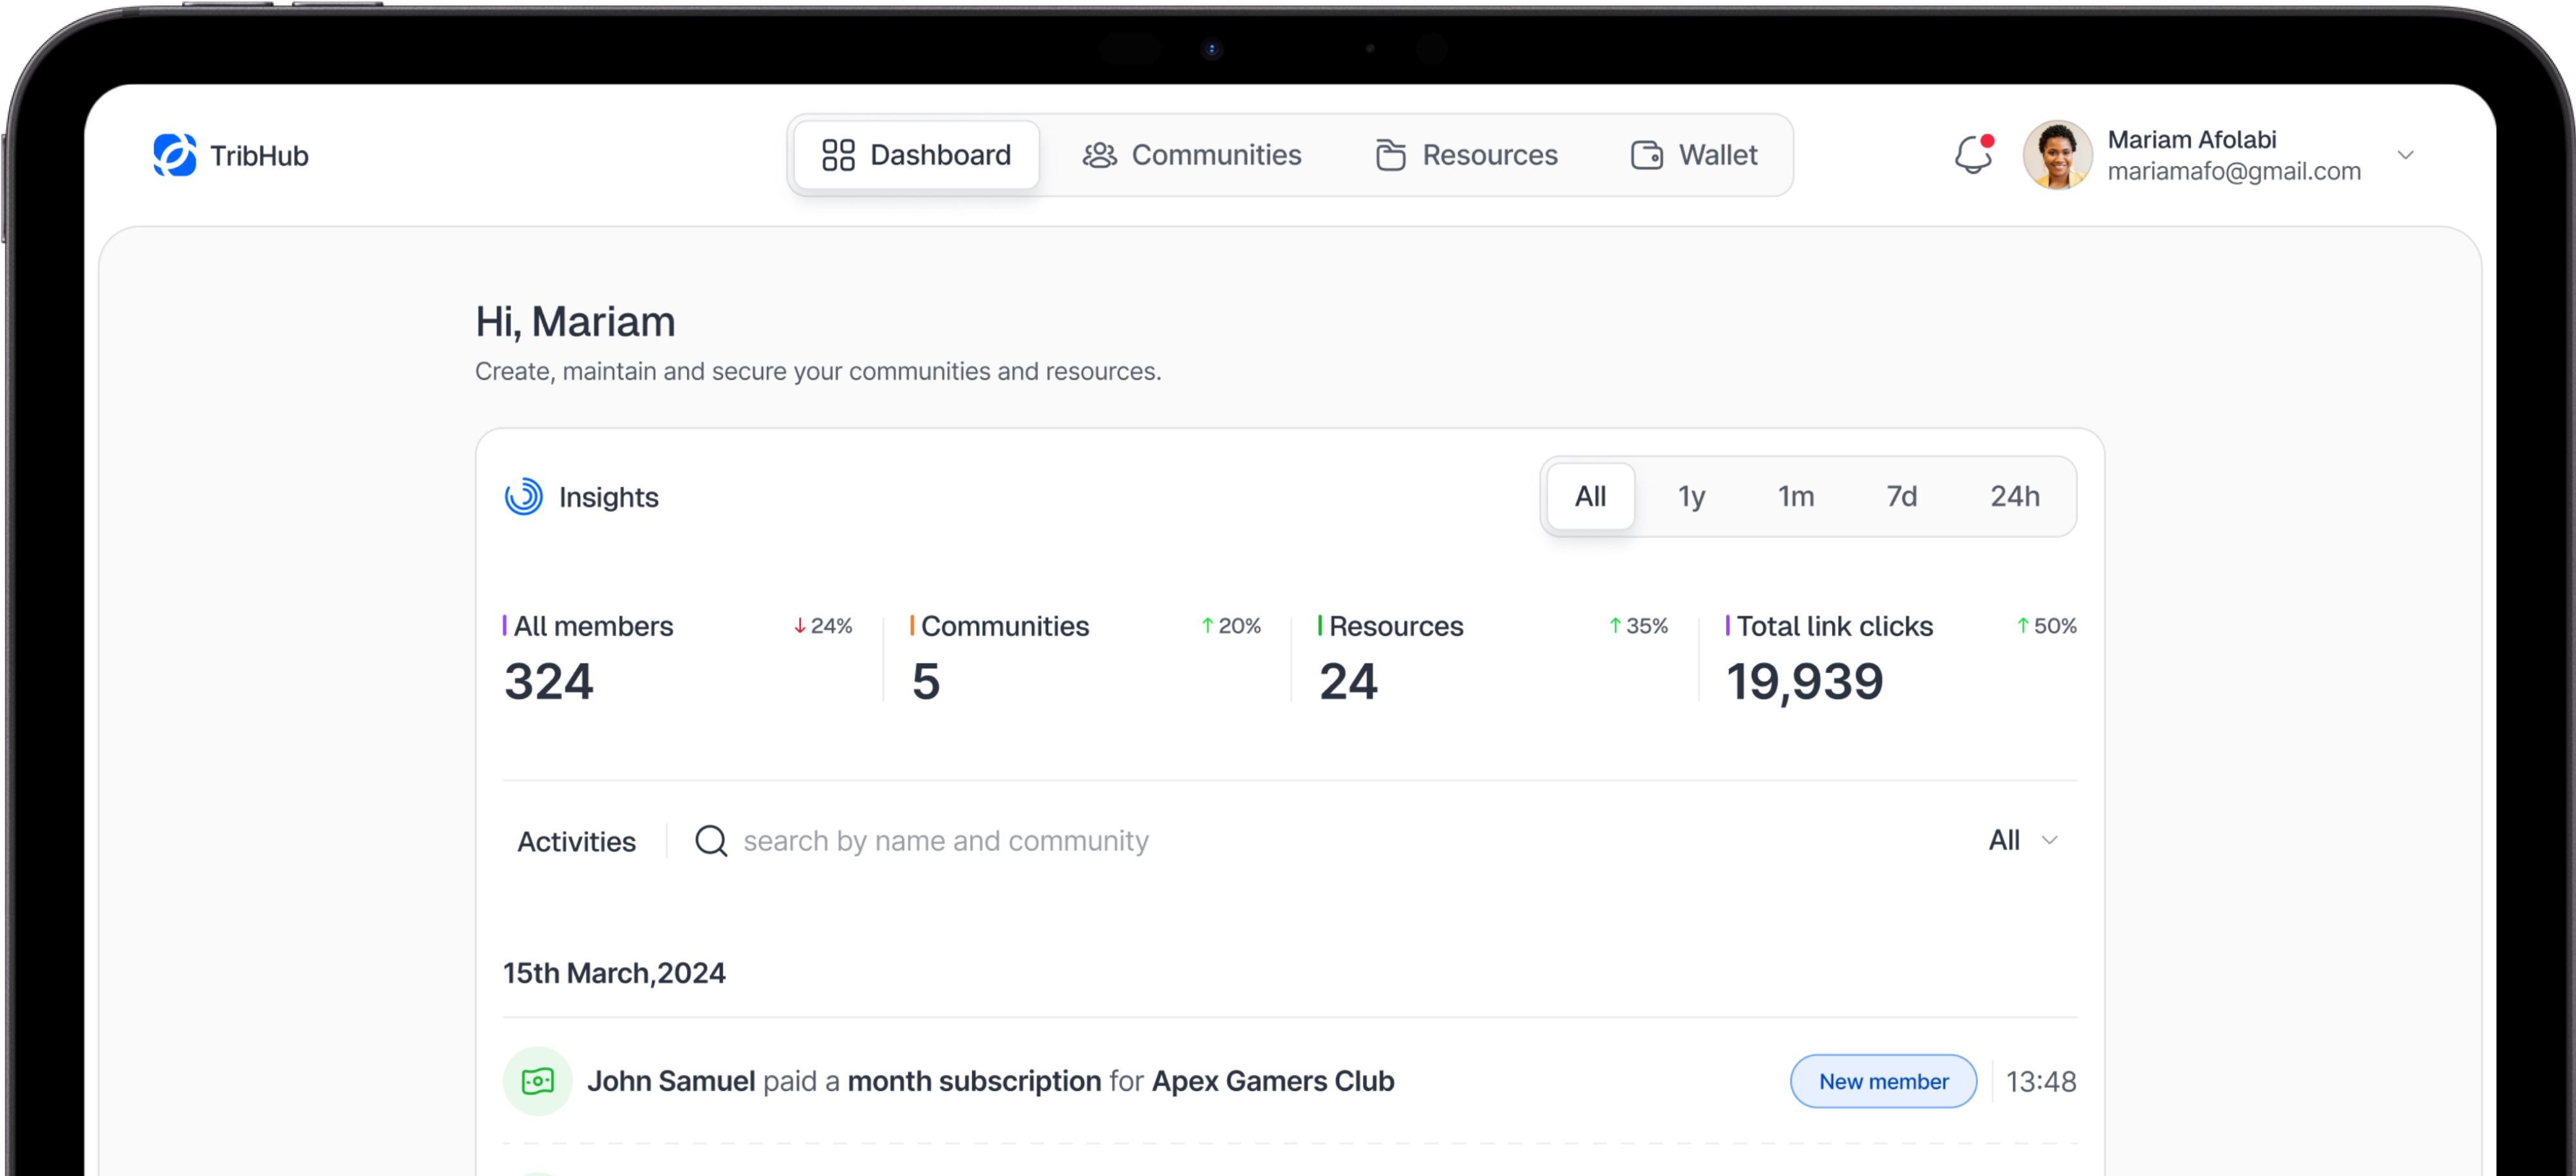 TribHub
Dashboard
Communities
Resources
Wallet
Mariam Afolabi
mariamafo@gmail.com
Hi, Mariam
Create, maintain and secure your communities and resources.
Insights
All
1y
1m
7d
24h
All members
↓ 24%
324
Communities
↑ 20%
5
Resources
↑ 35%
24
Total link clicks
↑ 50%
19,939
Activities
search by name and community
All
15th March,2024
John Samuel paid a month subscription for Apex Gamers Club
New member
13:48